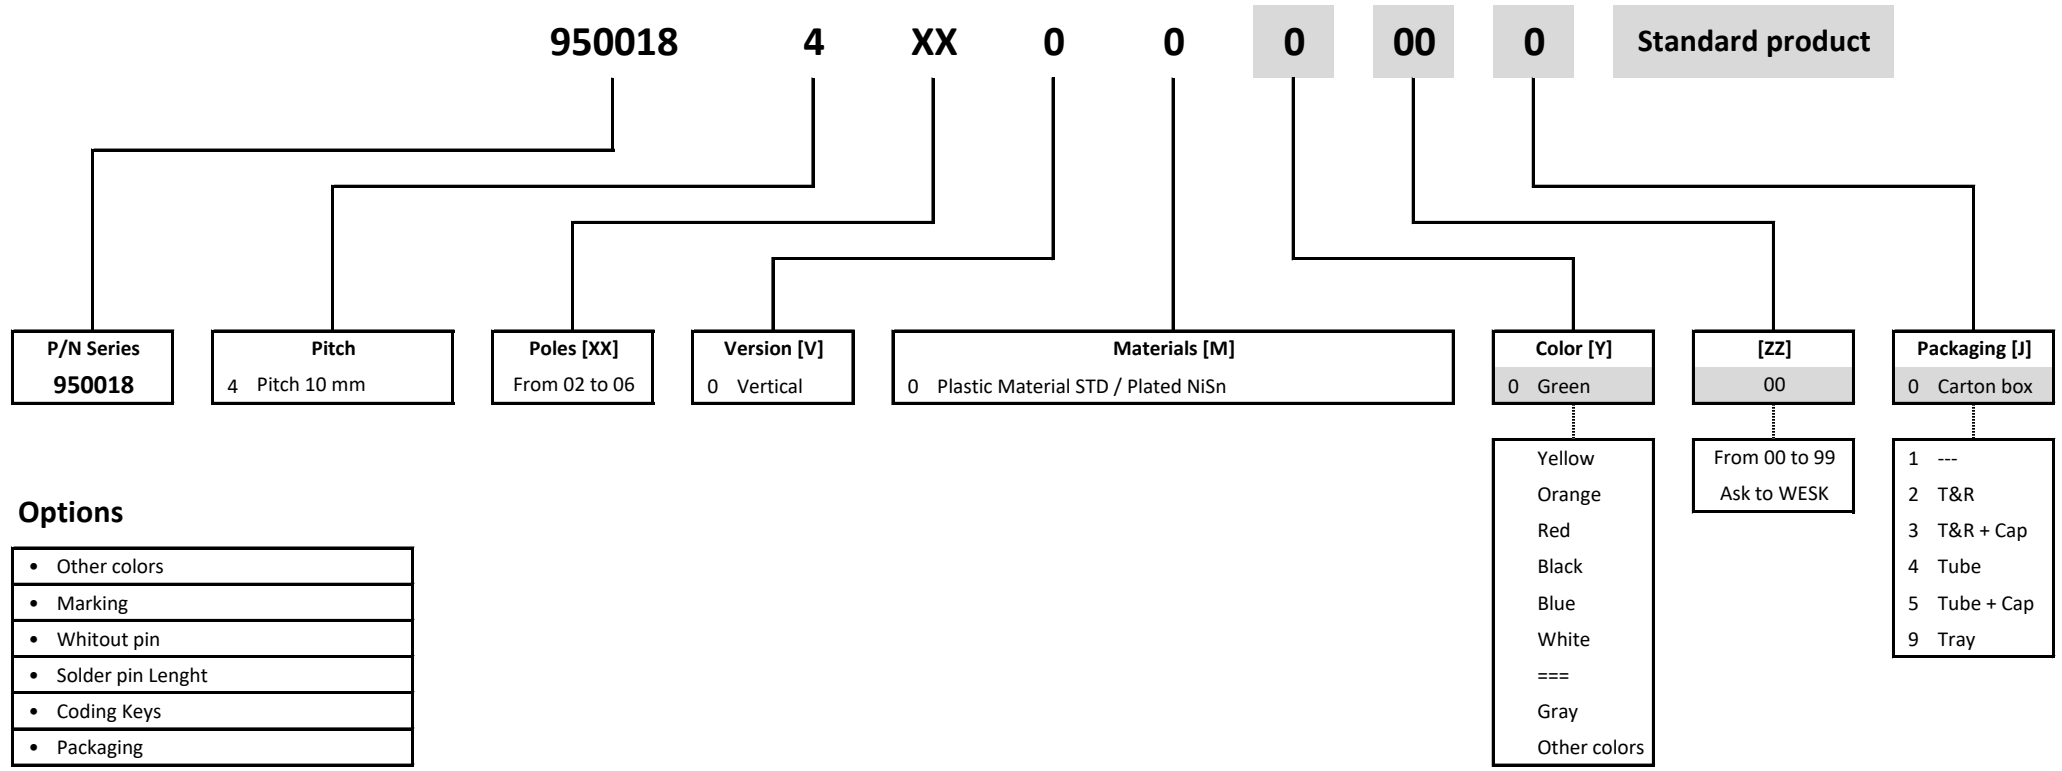 950018 4 XX 0 0 0 00 0 Standard product
P/N Series Pitch Poles [XX] Version [V] Materials [M] Color [Y] [ZZ] Packaging [J]
950018 4 Pitch 10 mm From 02 to 06 0 Vertical 0 Plastic Material STD / Plated NiSn 0 Green 00 0 Carton box
Yellow From 00 to 99 1 ---
Orange Ask to WESK 2 T&R
Red 3 T&R + Cap
Black 4 Tube
Blue 5 Tube + Cap
White 9 Tray
===
Gray
Other colors
Options
• Other colors
• Marking
• Whitout pin
• Solder pin Lenght
• Coding Keys
• Packaging